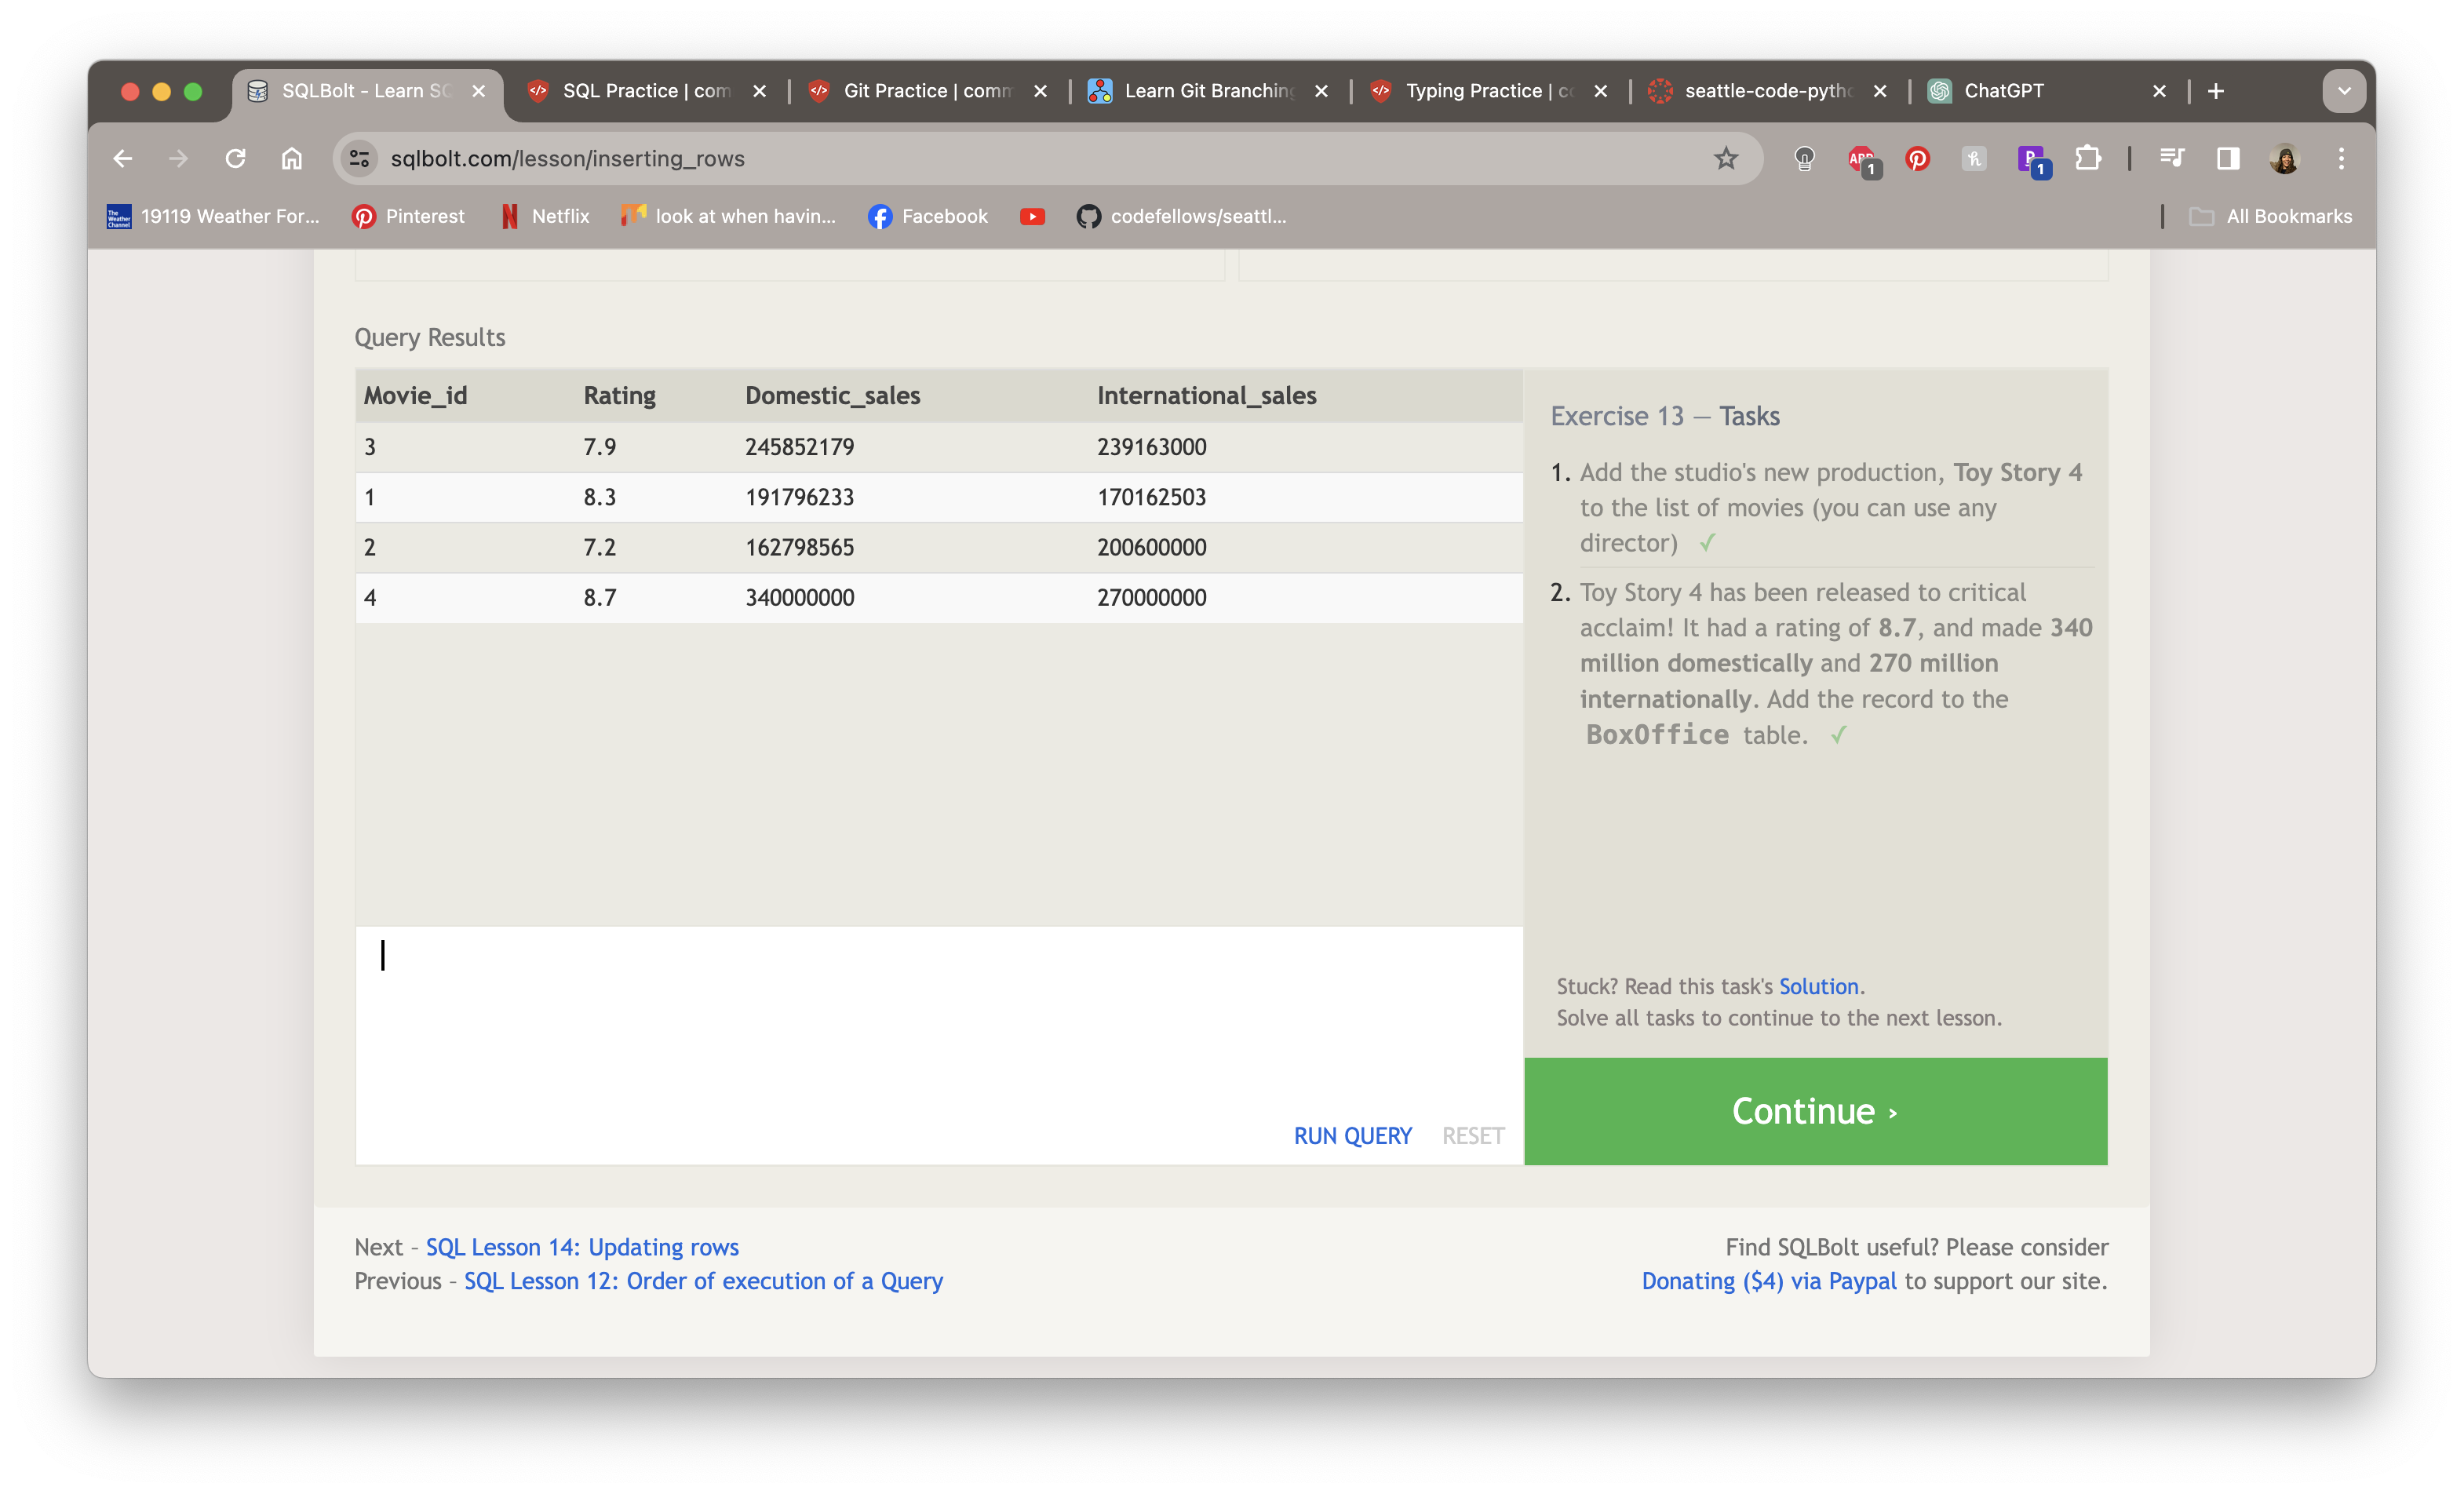 SQLBolt - Learn SQ
SQL Practice | com
Git Practice | comm
Learn Git Branching
Typing Practice | co
seattle-code-pytho
ChatGPT
sqlbolt.com/lesson/inserting_rows
ABP
1
1
The Weather Channel
19119 Weather For...
Pinterest
Netflix
look at when havin...
Facebook
codefellows/seattl...
All Bookmarks
Query Results
Movie_id Rating Domestic_sales International_sales
3 7.9 245852179 239163000
1 8.3 191796233 170162503
2 7.2 162798565 200600000
4 8.7 340000000 270000000
RUN QUERY RESET
Exercise 13 — Tasks
1. Add the studio's new production, Toy Story 4
to the list of movies (you can use any
director) ✓
2. Toy Story 4 has been released to critical
acclaim! It had a rating of 8.7, and made 340
million domestically and 270 million
internationally. Add the record to the
BoxOffice table. ✓
Stuck? Read this task's Solution.
Solve all tasks to continue to the next lesson.
Continue ›
Next – SQL Lesson 14: Updating rows
Previous – SQL Lesson 12: Order of execution of a Query
Find SQLBolt useful? Please consider
Donating ($4) via Paypal to support our site.